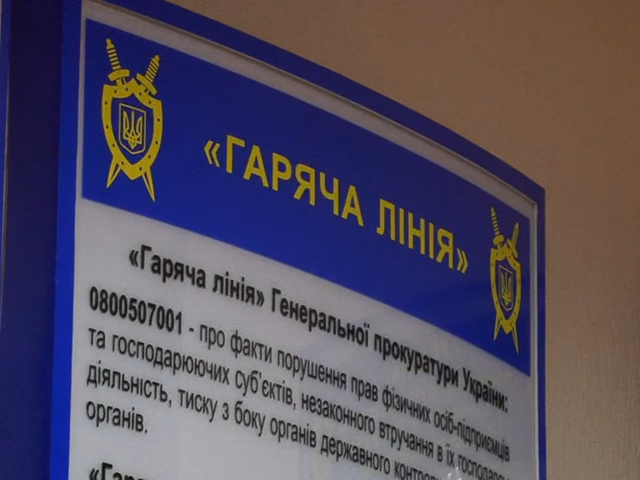 «ГАРЯЧА ЛІНІЯ»
«Гаряча лінія» Генеральної прокуратури України:
0800507001 - про факти порушення прав фізичних осіб-підприємців
та господарюючих суб'єктів, незаконного втручання в їх
діяльність, тиску з боку органів державного
органів.